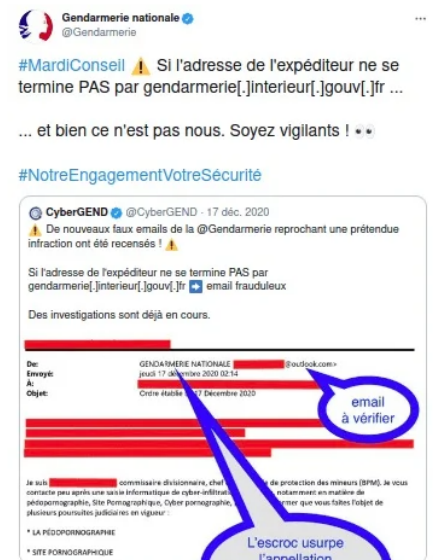 Gendarmerie nationale
@Gendarmerie
#MardiConseil ⚠️ Si l'adresse de l'expéditeur ne se
termine PAS par gendarmerie[.]interieur[.]gouv[.]fr ...
... et bien ce n'est pas nous. Soyez vigilants ! 👀
#NotreEngagementVotreSécurité
CyberGEND @CyberGEND · 17 déc. 2020
⚠️ De nouveaux faux emails de la @Gendarmerie reprochant une prétendue
infraction ont été recensés ! ⚠️
Si l'adresse de l'expéditeur ne se termine PAS par
gendarmerie[.]interieur[.]gouv[.]fr ➡️ email frauduleux
Des investigations sont déjà en cours.
De: GENDARMERIE NATIONALE @outlook.com>
Envoyé: jeudi 17 décembre 2020 02:14
À:
Objet: Ordre établie 17 Décembre 2020
email
à vérifier
Je suis commissaire divisionnaire, chef de protection des mineurs (BPM). Je vous
contacte peu après une saisie Informatique de cyber-infiltra notamment en matière de
pédopornographie, Site Pornographique, Cyber pornographie, ormer que vous faites l'objet de
plusieurs poursuites judiciaires en vigueur :
* LA PÉDOPORNOGRAPHIE
* SITE PORNOGRAPHIQUE
L'escroc usurpe
l'appellation